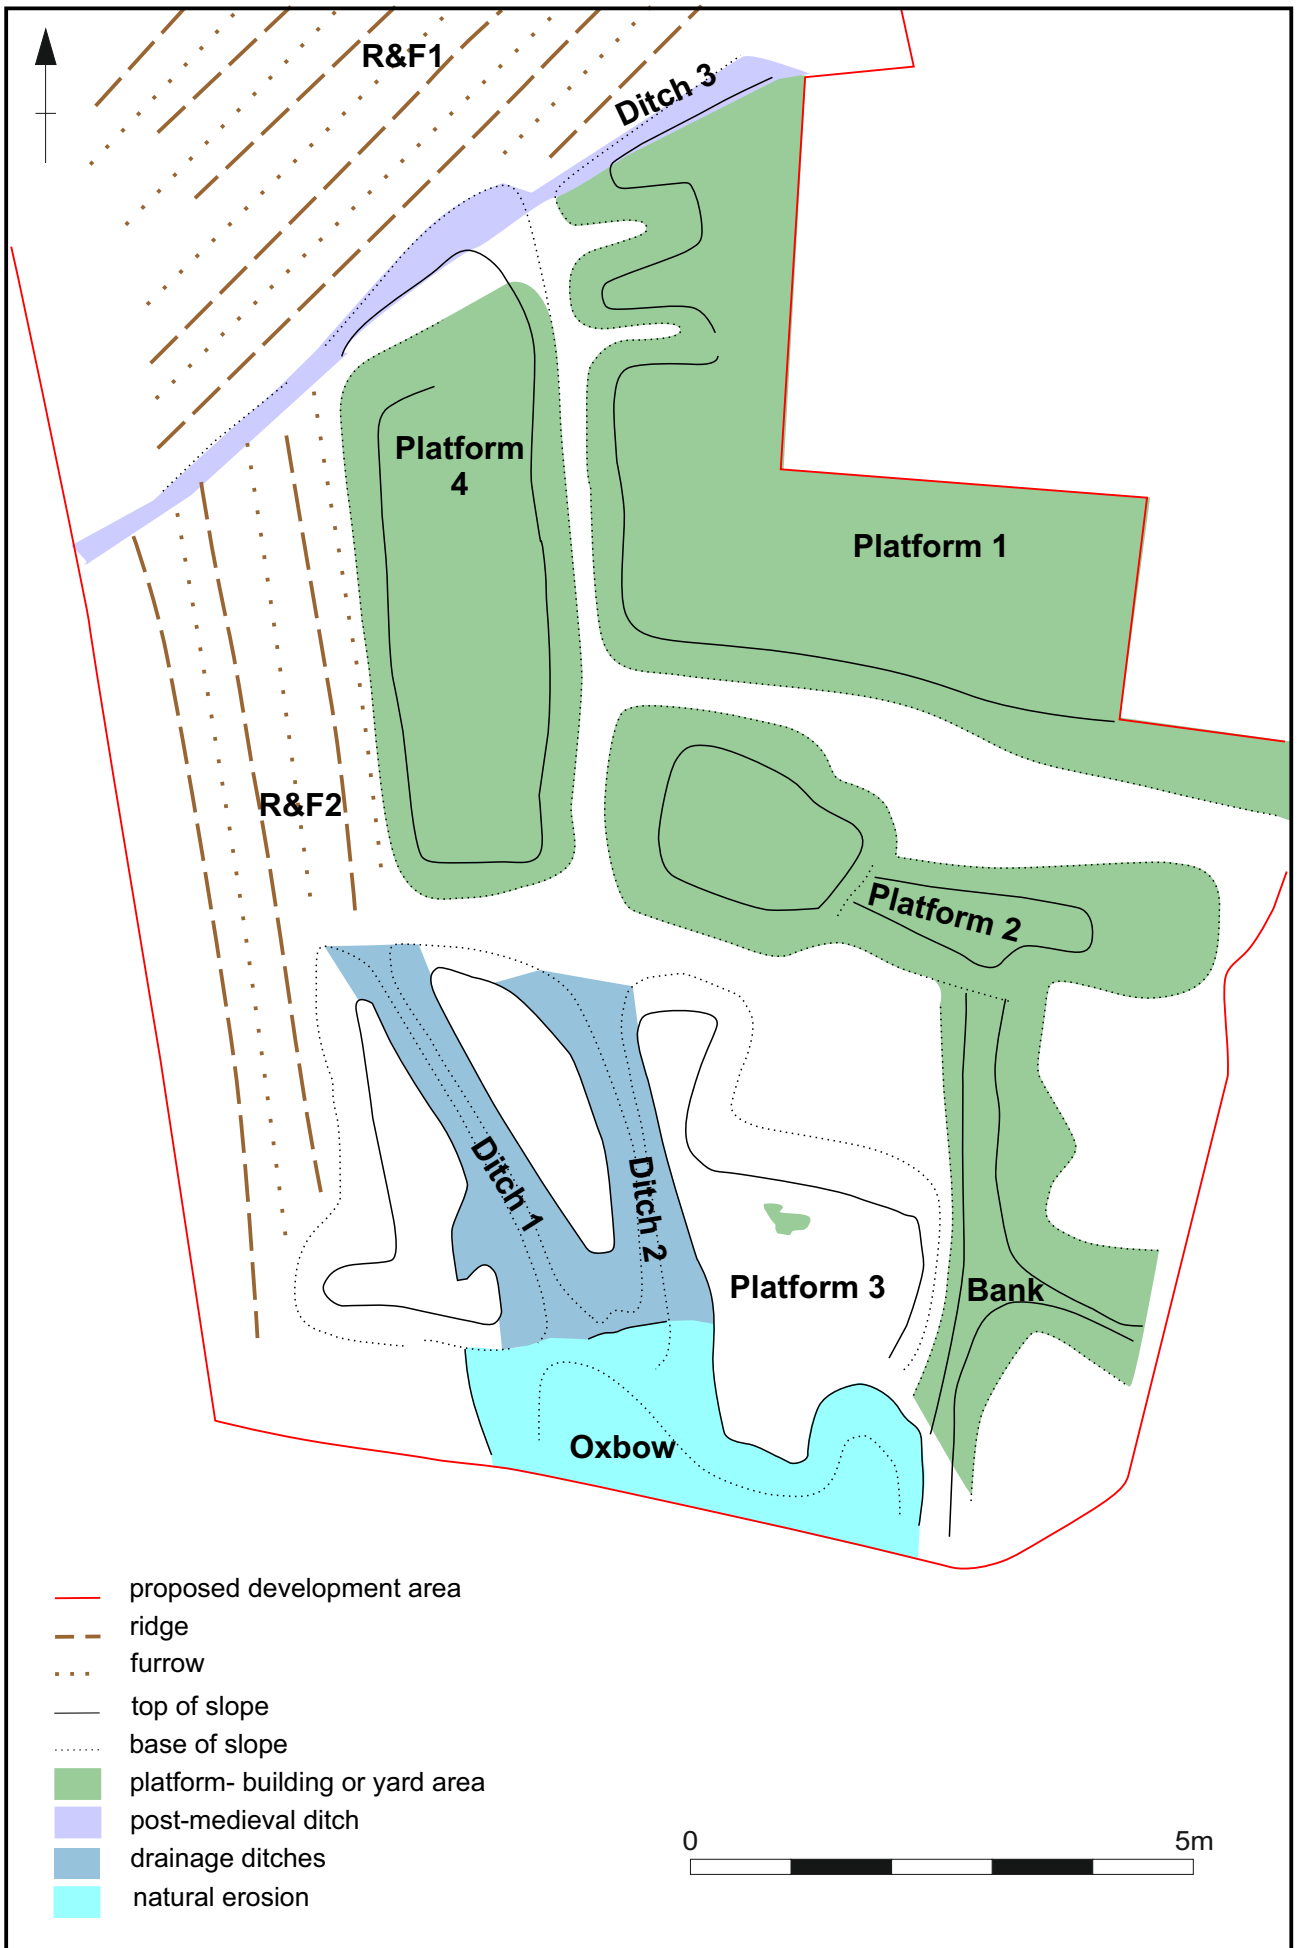 R&F1
Ditch 3
Platform
4
Platform 1
R&F2
Platform 2
Ditch 1
Ditch 2
Platform 3
Bank
Oxbow
proposed development area
ridge
furrow
top of slope
base of slope
platform- building or yard area
post-medieval ditch
drainage ditches
natural erosion
0 5m